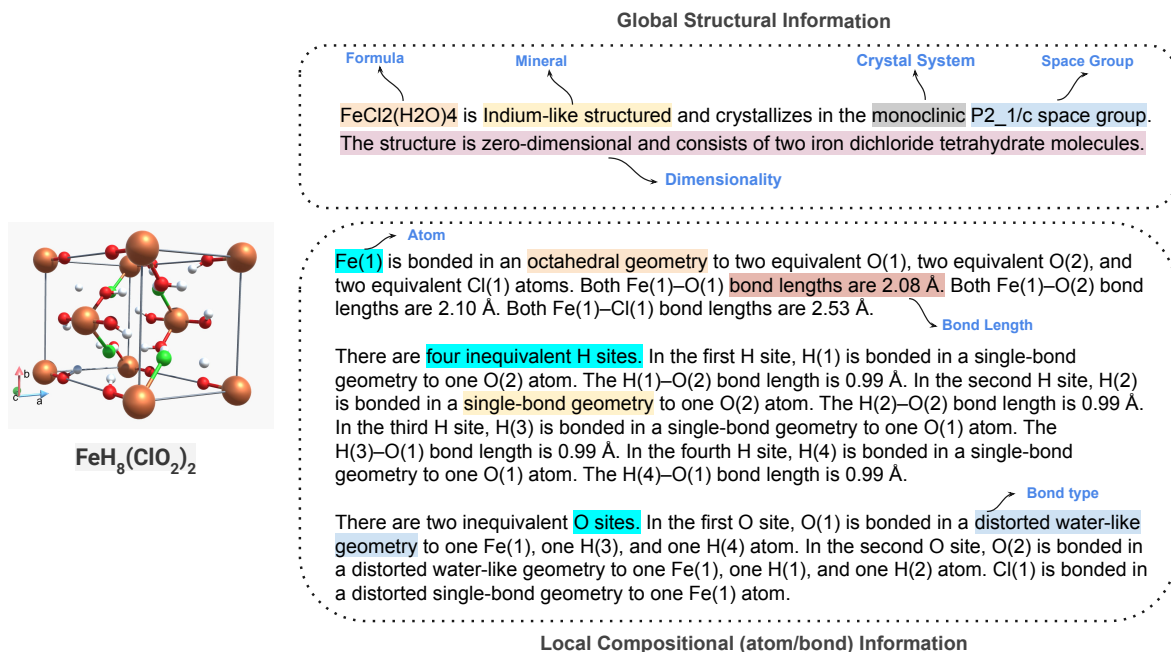 Global Structural Information
Formula
Mineral
Crystal System
Space Group
FeCl2(H2O)4 is Indium-like structured and crystallizes in the monoclinic P2_1/c space group.
The structure is zero-dimensional and consists of two iron dichloride tetrahydrate molecules.
Dimensionality
Atom
Fe(1) is bonded in an octahedral geometry to two equivalent O(1), two equivalent O(2), and
two equivalent Cl(1) atoms. Both Fe(1)–O(1) bond lengths are 2.08 Å. Both Fe(1)–O(2) bond
lengths are 2.10 Å. Both Fe(1)–Cl(1) bond lengths are 2.53 Å.
Bond Length
There are four inequivalent H sites. In the first H site, H(1) is bonded in a single-bond
geometry to one O(2) atom. The H(1)–O(2) bond length is 0.99 Å. In the second H site, H(2)
is bonded in a single-bond geometry to one O(2) atom. The H(2)–O(2) bond length is 0.99 Å.
In the third H site, H(3) is bonded in a single-bond geometry to one O(1) atom. The
H(3)–O(1) bond length is 0.99 Å. In the fourth H site, H(4) is bonded in a single-bond
geometry to one O(1) atom. The H(4)–O(1) bond length is 0.99 Å.
Bond type
There are two inequivalent O sites. In the first O site, O(1) is bonded in a distorted water-like
geometry to one Fe(1), one H(3), and one H(4) atom. In the second O site, O(2) is bonded in
a distorted water-like geometry to one Fe(1), one H(1), and one H(2) atom. Cl(1) is bonded in
a distorted single-bond geometry to one Fe(1) atom.
Local Compositional (atom/bond) Information
b
c
a
FeH₈(ClO₂)₂